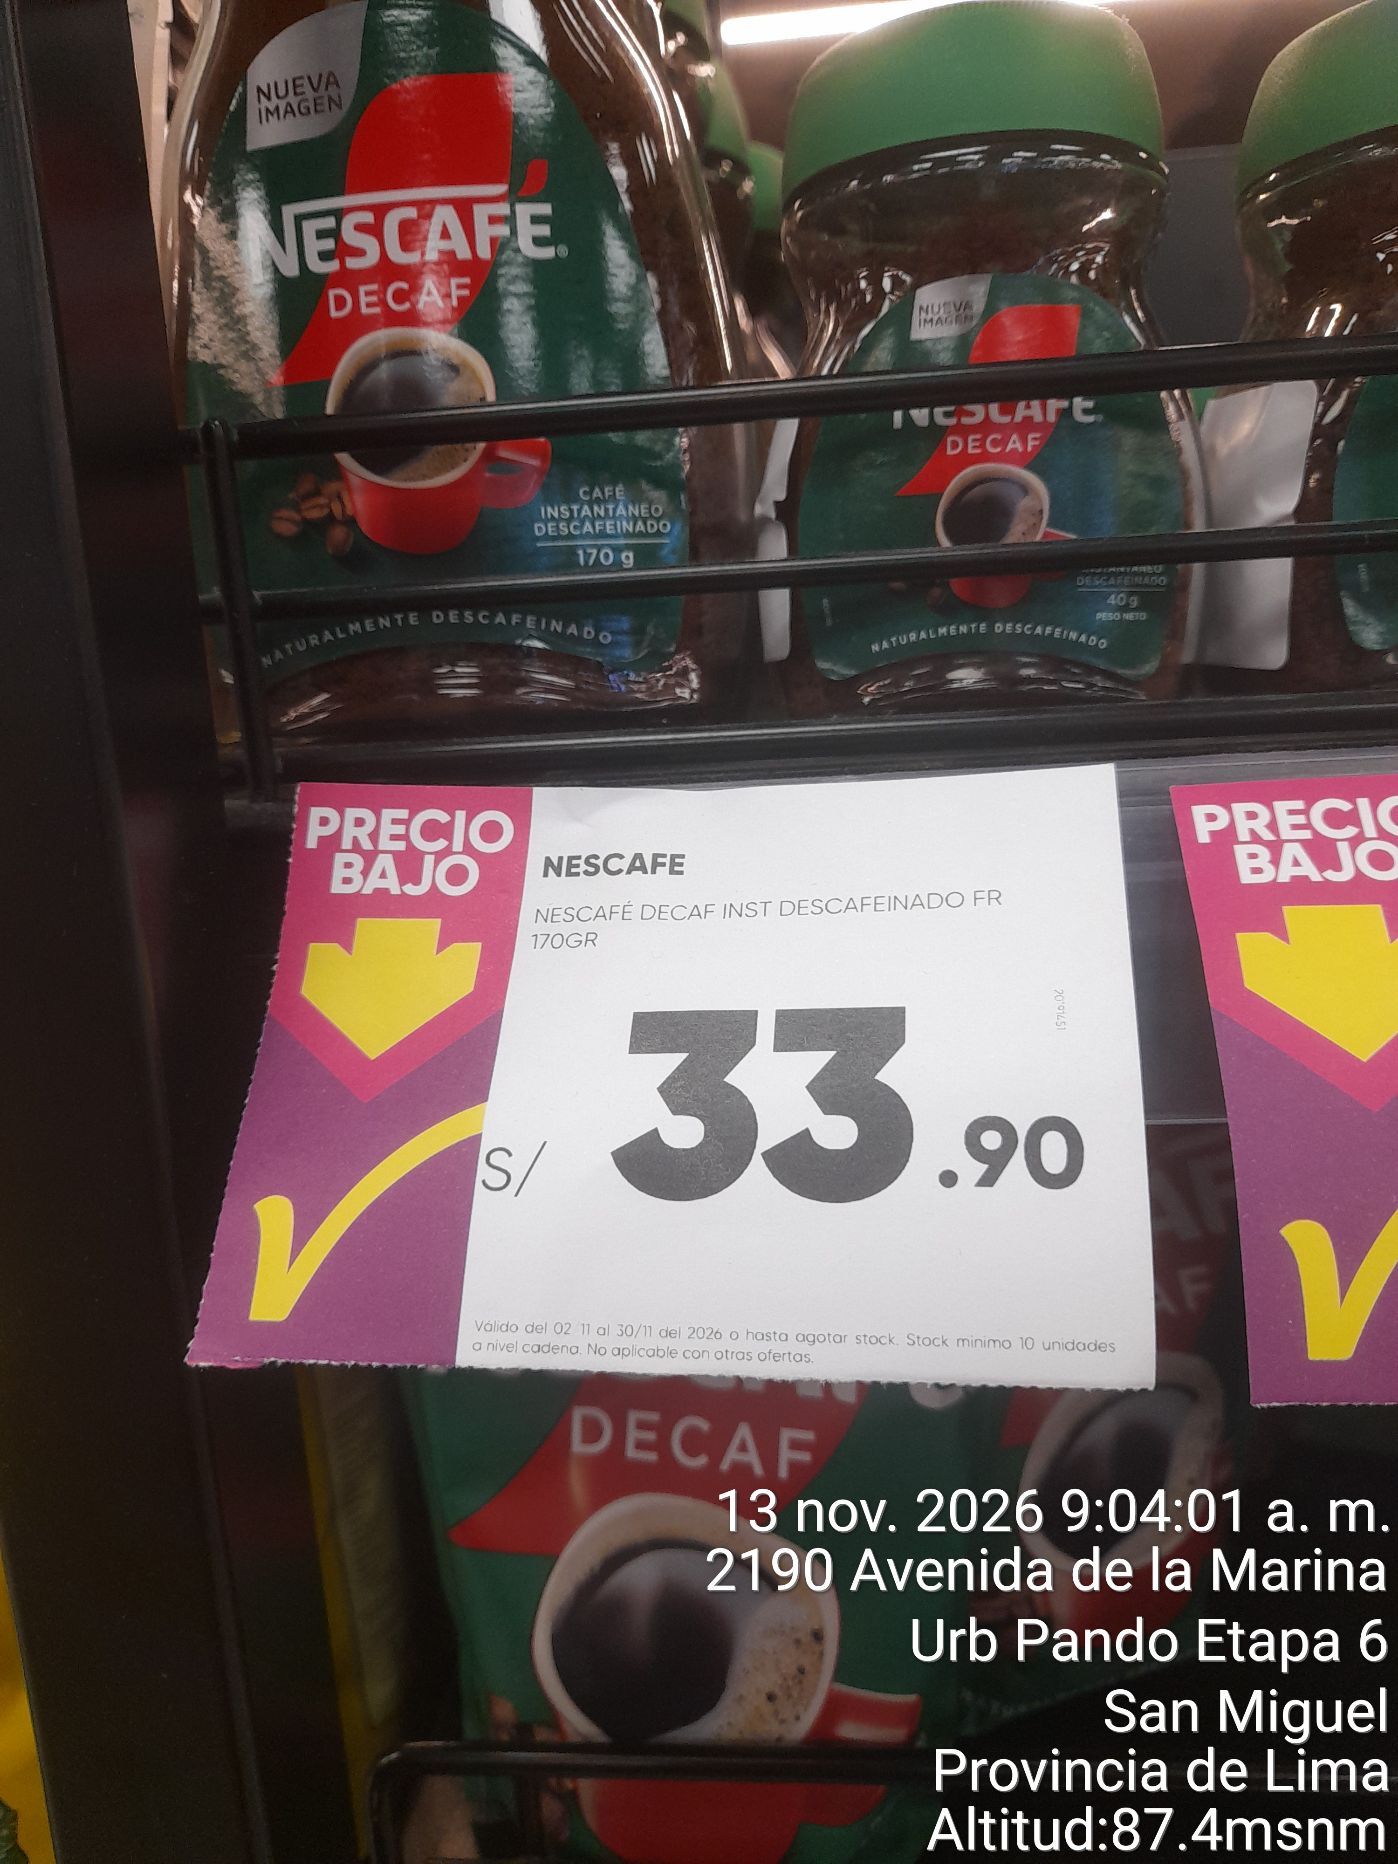 NUEVA
IMAGEN
NESCAFÉ
DECAF
CAFÉ
INSTANTÁNEO
DESCAFEINADO
170 g
NATURALMENTE DESCAFEINADO
NUEVA
IMAGEN
NESCAFÉ
DECAF
INSTANTÁNEO
DESCAFEINADO
40 g
PESO NETO
NATURALMENTE DESCAFEINADO
PRECIO
BAJO
NESCAFE
NESCAFÉ DECAF INST DESCAFEINADO FR
170GR
S/ 33.90
Válido del 02 11 al 30/11 del 2026 o hasta agotar stock. Stock mínimo 10 unidades
a nivel cadena. No aplicable con otras ofertas.
PRECIO
BAJO
DECAF
13 nov. 2026 9:04:01 a. m.
2190 Avenida de la Marina
Urb Pando Etapa 6
San Miguel
Provincia de Lima
Altitud:87.4msnm